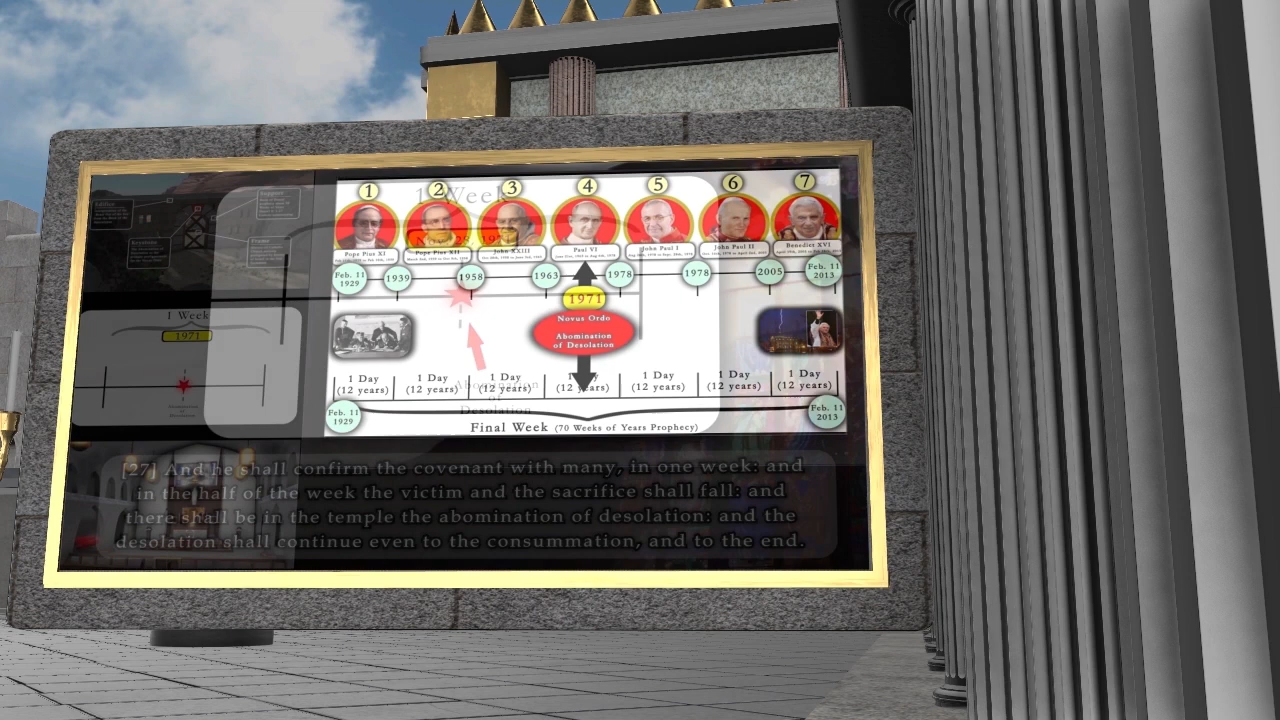 1 Week
1 2 3 4 5 6 7
Pope Pius XI
Pope Pius XII
John XXIII
Paul VI
John Paul I
John Paul II
Benedict XVI
Feb. 11
1929
1939
1958
1963
1978
1978
2005
Feb. 11
2013
1971
Novus Ordo
Abomination
of Desolation
1 Week
1971
Abomination
of
Desolation
1 Day
(12 years)
1 Day
(12 years)
1 Day
(12 years)
1 Day
(12 years)
1 Day
(12 years)
1 Day
(12 years)
1 Day
(12 years)
Abomination
of
Desolation
Feb. 11
1929
Feb. 11
2013
Final Week (70 Weeks of Years Prophecy)
[27] And he shall confirm the covenant with many, in one week: and
in the half of the week the victim and the sacrifice shall fall: and
there shall be in the temple the abomination of desolation: and the
desolation shall continue even to the consummation, and to the end.